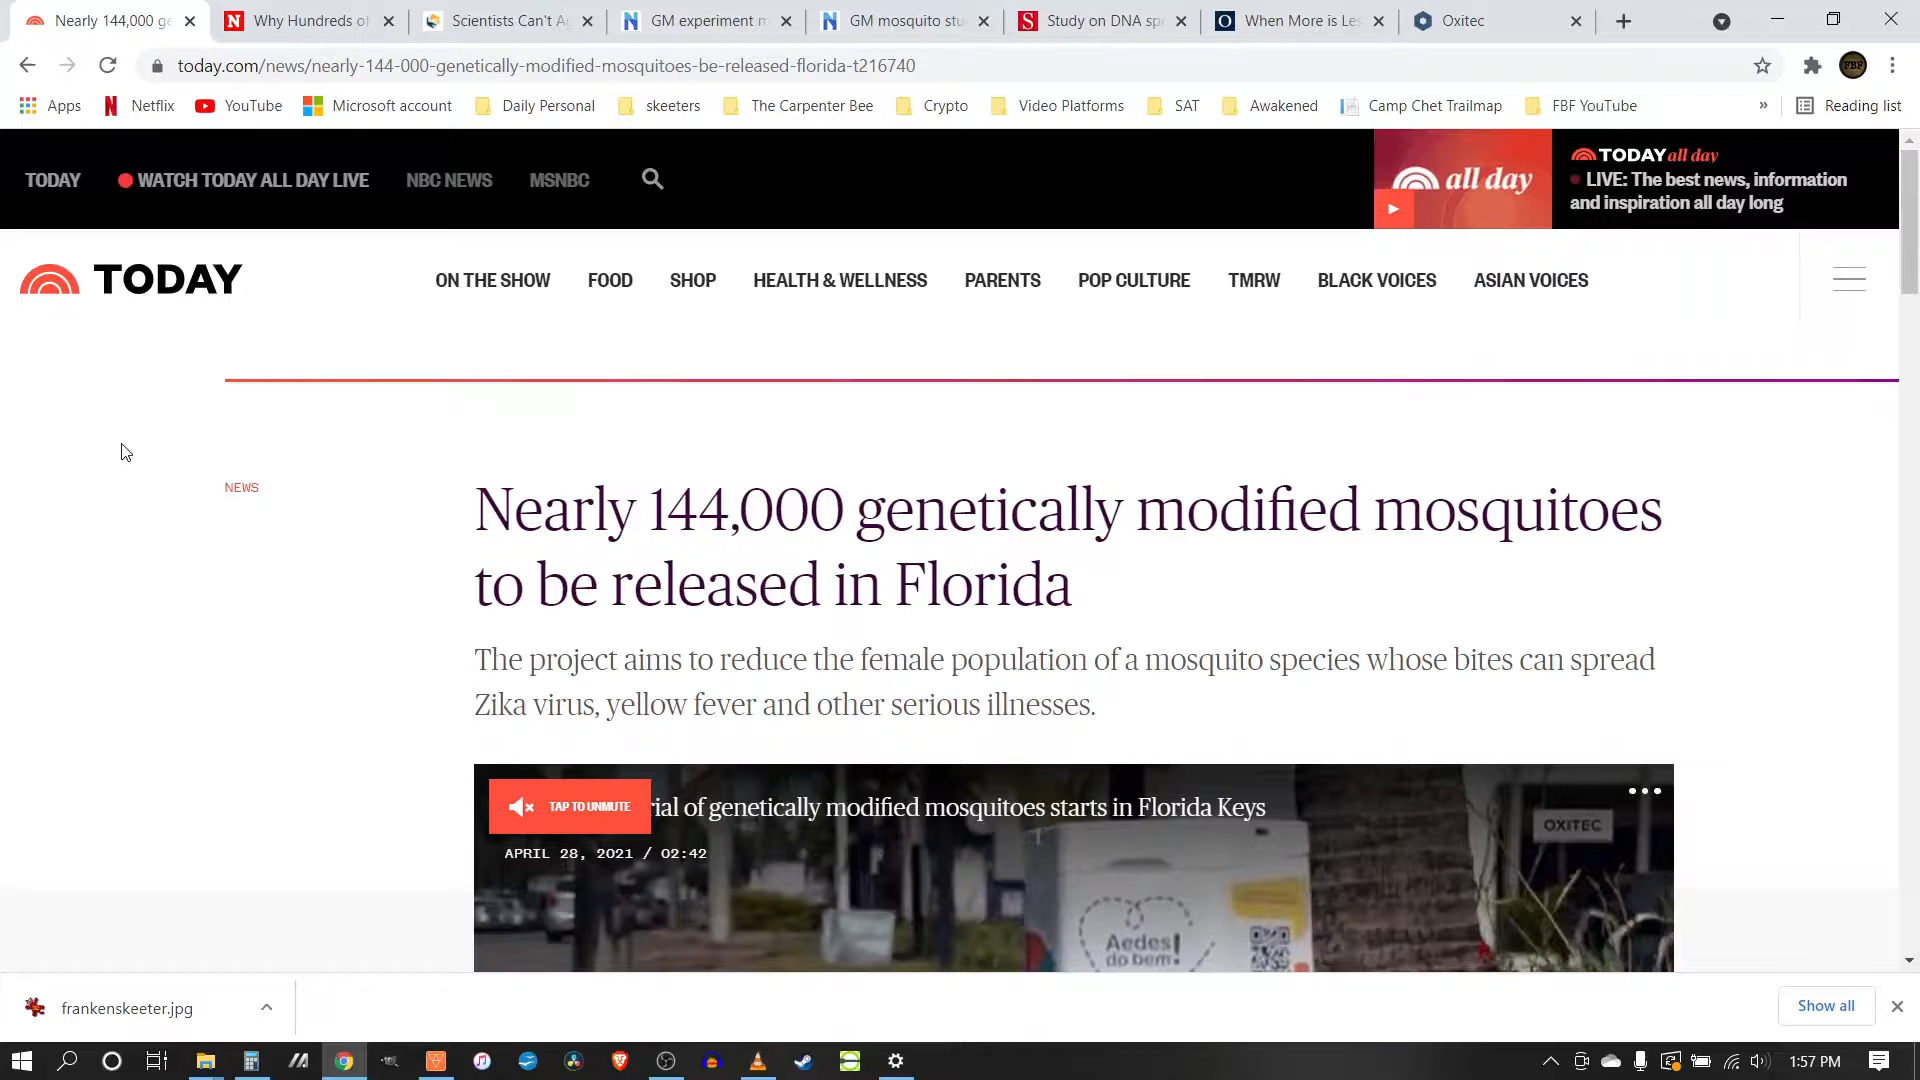 Nearly 144,000 ge
Why Hundreds of
Scientists Can't A
GM experiment m
GM mosquito stu
Study on DNA sp
When More is Les
Oxitec
today.com/news/nearly-144-000-genetically-modified-mosquitoes-be-released-florida-t216740
FBF
Apps
Netflix
YouTube
Microsoft account
Daily Personal
skeeters
The Carpenter Bee
Crypto
Video Platforms
SAT
Awakened
Camp Chet Trailmap
FBF YouTube
»
Reading list
TODAY
WATCH TODAY ALL DAY LIVE
NBC NEWS
MSNBC
all day
TODAY all day
LIVE: The best news, information
and inspiration all day long
TODAY
ON THE SHOW
FOOD
SHOP
HEALTH & WELLNESS
PARENTS
POP CULTURE
TMRW
BLACK VOICES
ASIAN VOICES
NEWS
Nearly 144,000 genetically modified mosquitoes
to be released in Florida
The project aims to reduce the female population of a mosquito species whose bites can spread
Zika virus, yellow fever and other serious illnesses.
TAP TO UNMUTE
rial of genetically modified mosquitoes starts in Florida Keys
APRIL 28, 2021 / 02:42
OXITEC
Aedes
do bem!
frankenskeeter.jpg
Show all
1:57 PM